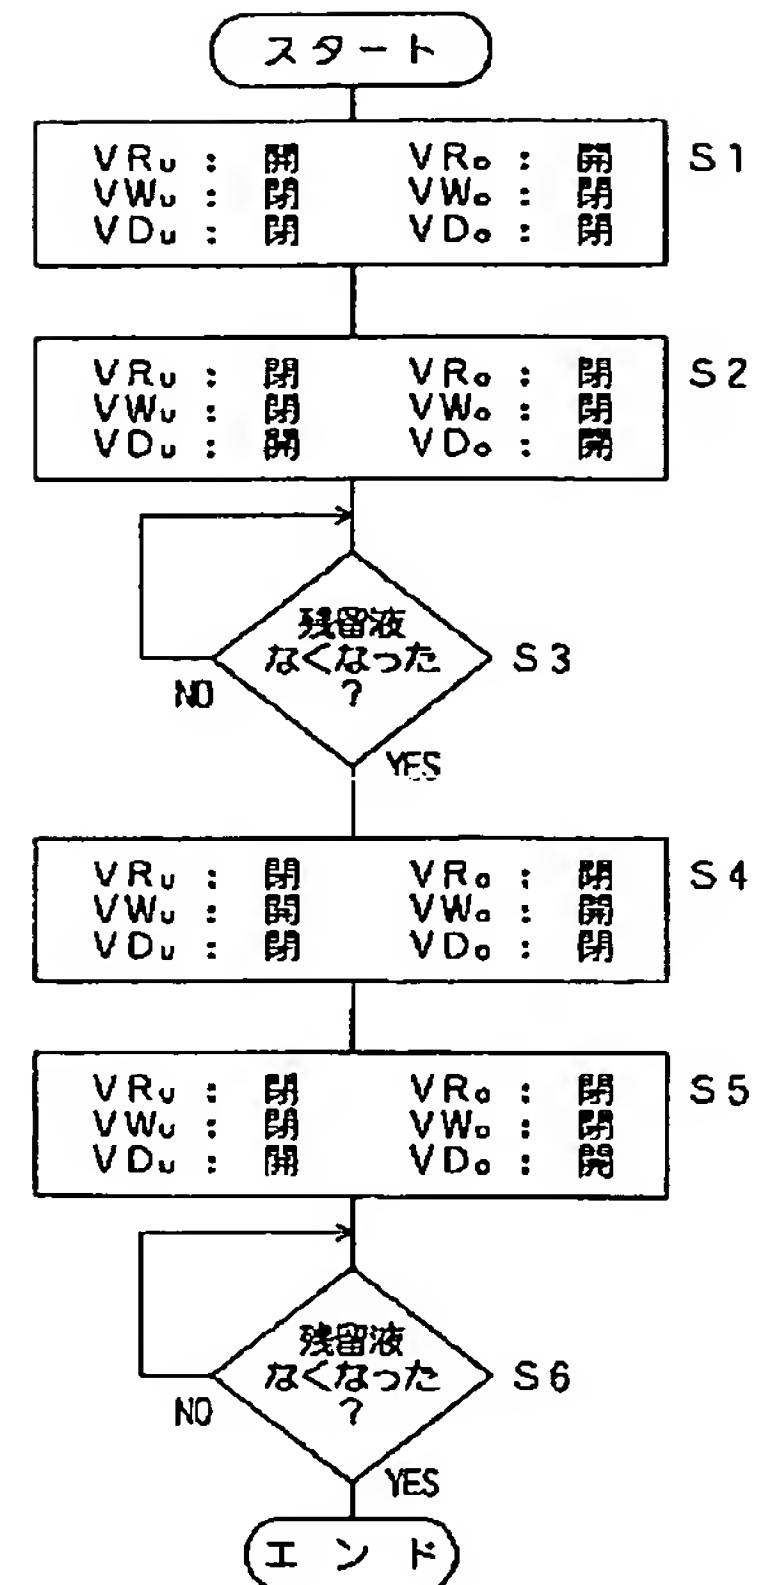 スタート
VRu : 開 VRo : 開 S1
VWu : 閉 VWo : 閉
VDu : 閉 VDo : 閉
VRu : 閉 VRo : 閉 S2
VWu : 閉 VWo : 閉
VDu : 開 VDo : 開
残留液
なくなった S3
?
NO
YES
VRu : 閉 VRo : 閉 S4
VWu : 開 VWo : 開
VDu : 閉 VDo : 閉
VRu : 閉 VRo : 閉 S5
VWu : 閉 VWo : 閉
VDu : 開 VDo : 開
残留液
なくなった S6
?
NO
YES
エンド